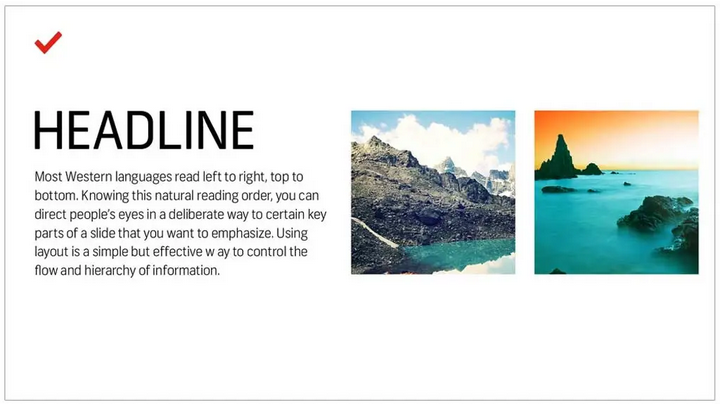 HEADLINE
Most Western languages read left to right, top to
bottom. Knowing this natural reading order, you can
direct people's eyes in a deliberate way to certain key
parts of a slide that you want to emphasize. Using
layout is a simple but effective w ay to control the
flow and hierarchy of information.